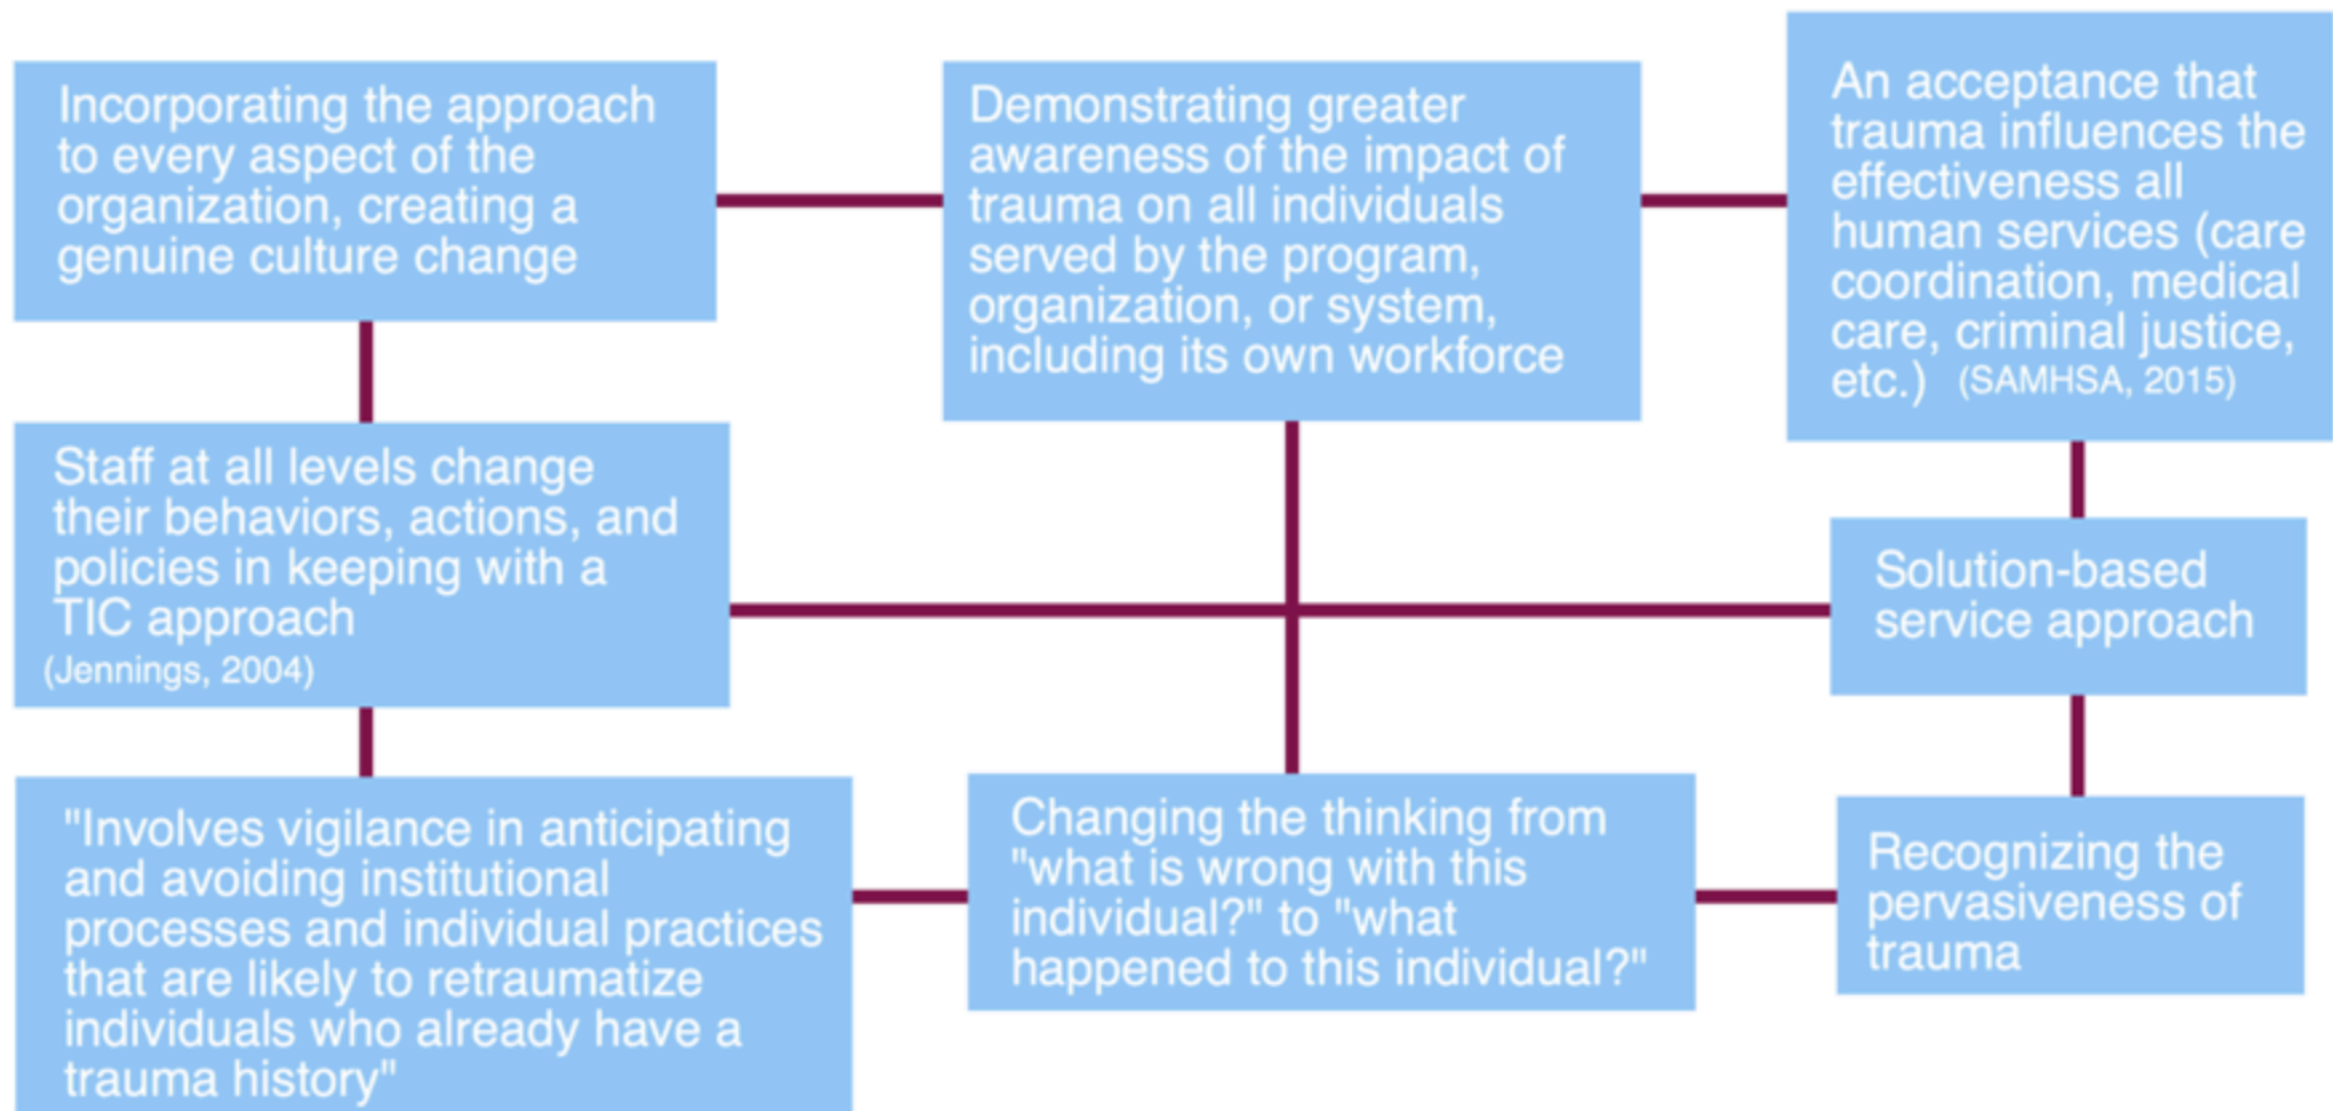 Incorporating the approach
to every aspect of the
organization, creating a
genuine culture change
Demonstrating greater
awareness of the impact of
trauma on all individuals
served by the program,
organization, or system,
including its own workforce
An acceptance that
trauma influences the
effectiveness all
human services (care
coordination, medical
care, criminal justice,
etc.) (SAMHSA, 2015)
Staff at all levels change
their behaviors, actions, and
policies in keeping with a
TIC approach
(Jennings, 2004)
Solution-based
service approach
"Involves vigilance in anticipating
and avoiding institutional
processes and individual practices
that are likely to retraumatize
individuals who already have a
trauma history"
Changing the thinking from
"what is wrong with this
individual?" to "what
happened to this individual?"
Recognizing the
pervasiveness of
trauma